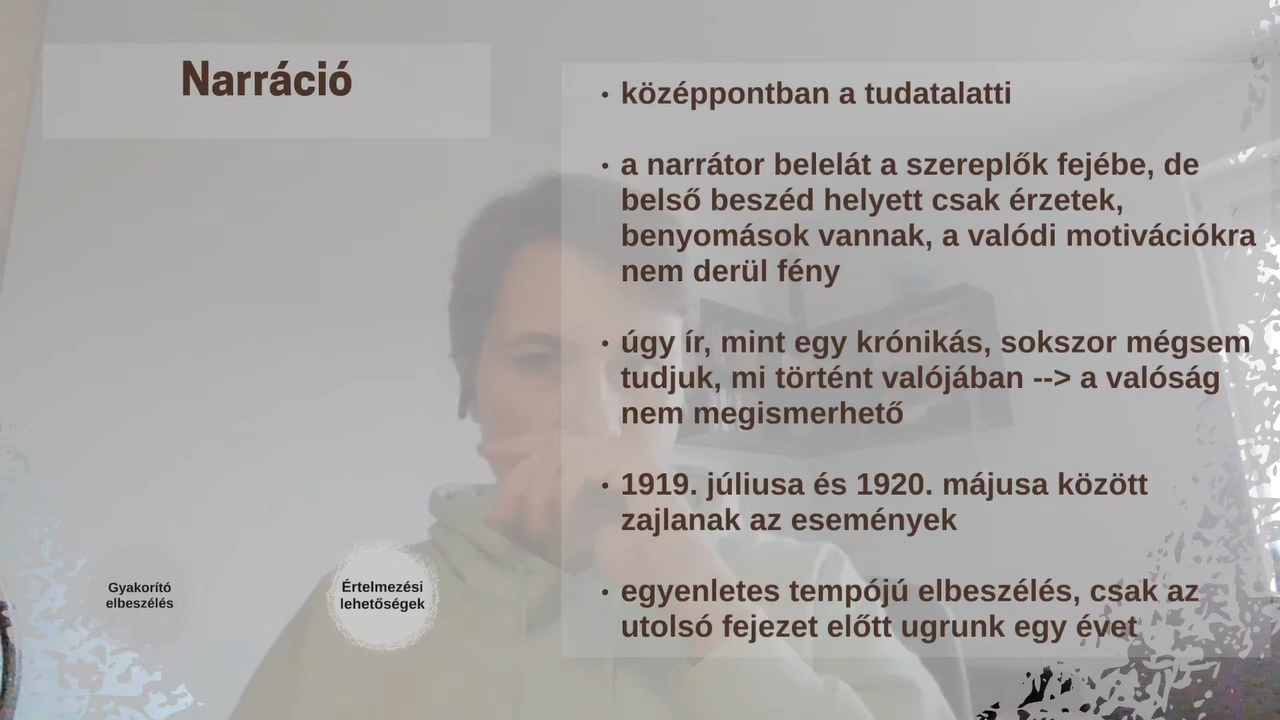 Narráció
• középpontban a tudatalatti
• a narrátor belelát a szereplők fejébe, de
belső beszéd helyett csak érzetek,
benyomások vannak, a valódi motivációkra
nem derül fény
• úgy ír, mint egy krónikás, sokszor mégsem
tudjuk, mi történt valójában --> a valóság
nem megismerhető
• 1919. júliusa és 1920. májusa között
zajlanak az események
• egyenletes tempójú elbeszélés, csak az
utolsó fejezet előtt ugrunk egy évet
Gyakorító
elbeszélés
Értelmezési
lehetőségek